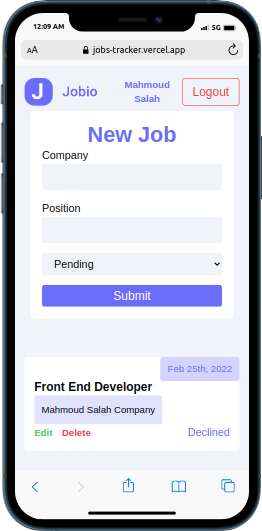 12:09 AM
5G
AA
jobs-tracker.vercel.app
J
Jobio
Mahmoud
Salah
Logout
New Job
Company
Position
Pending
Submit
Feb 25th, 2022
Front End Developer
Mahmoud Salah Company
Edit Delete
Declined